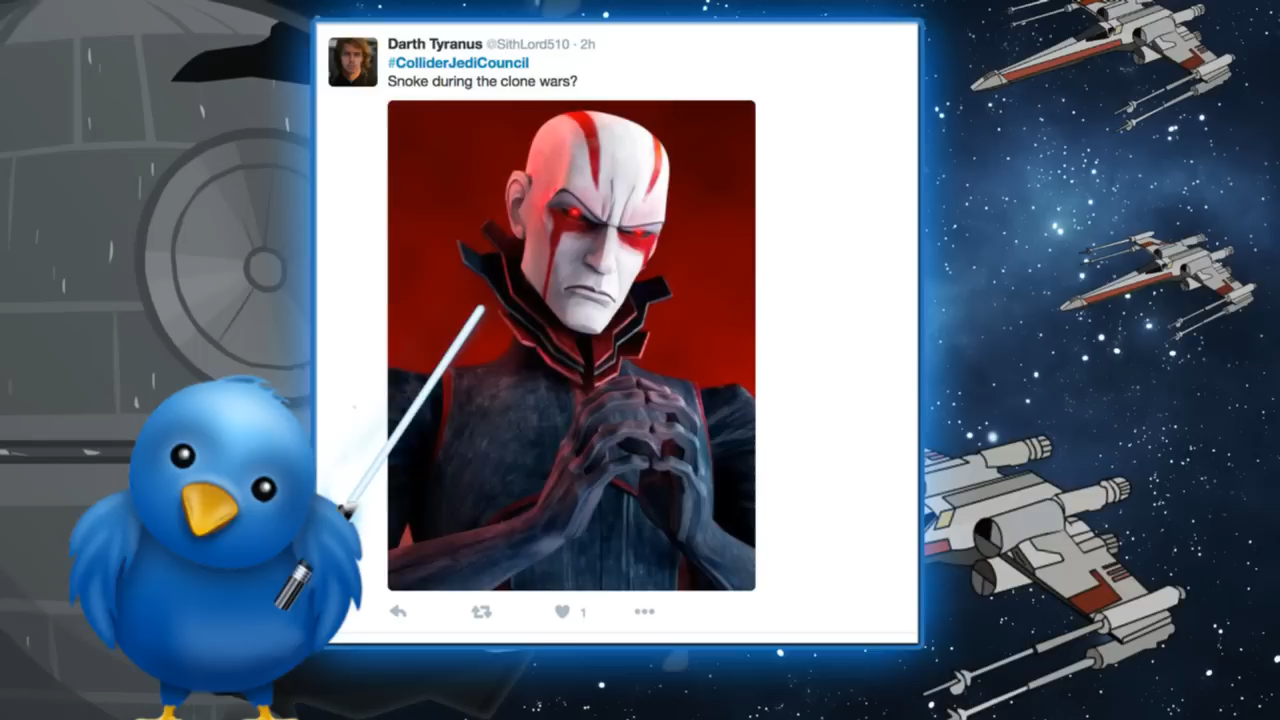 Darth Tyranus @SithLord510 · 2h
#ColliderJediCouncil
Snoke during the clone wars?
1